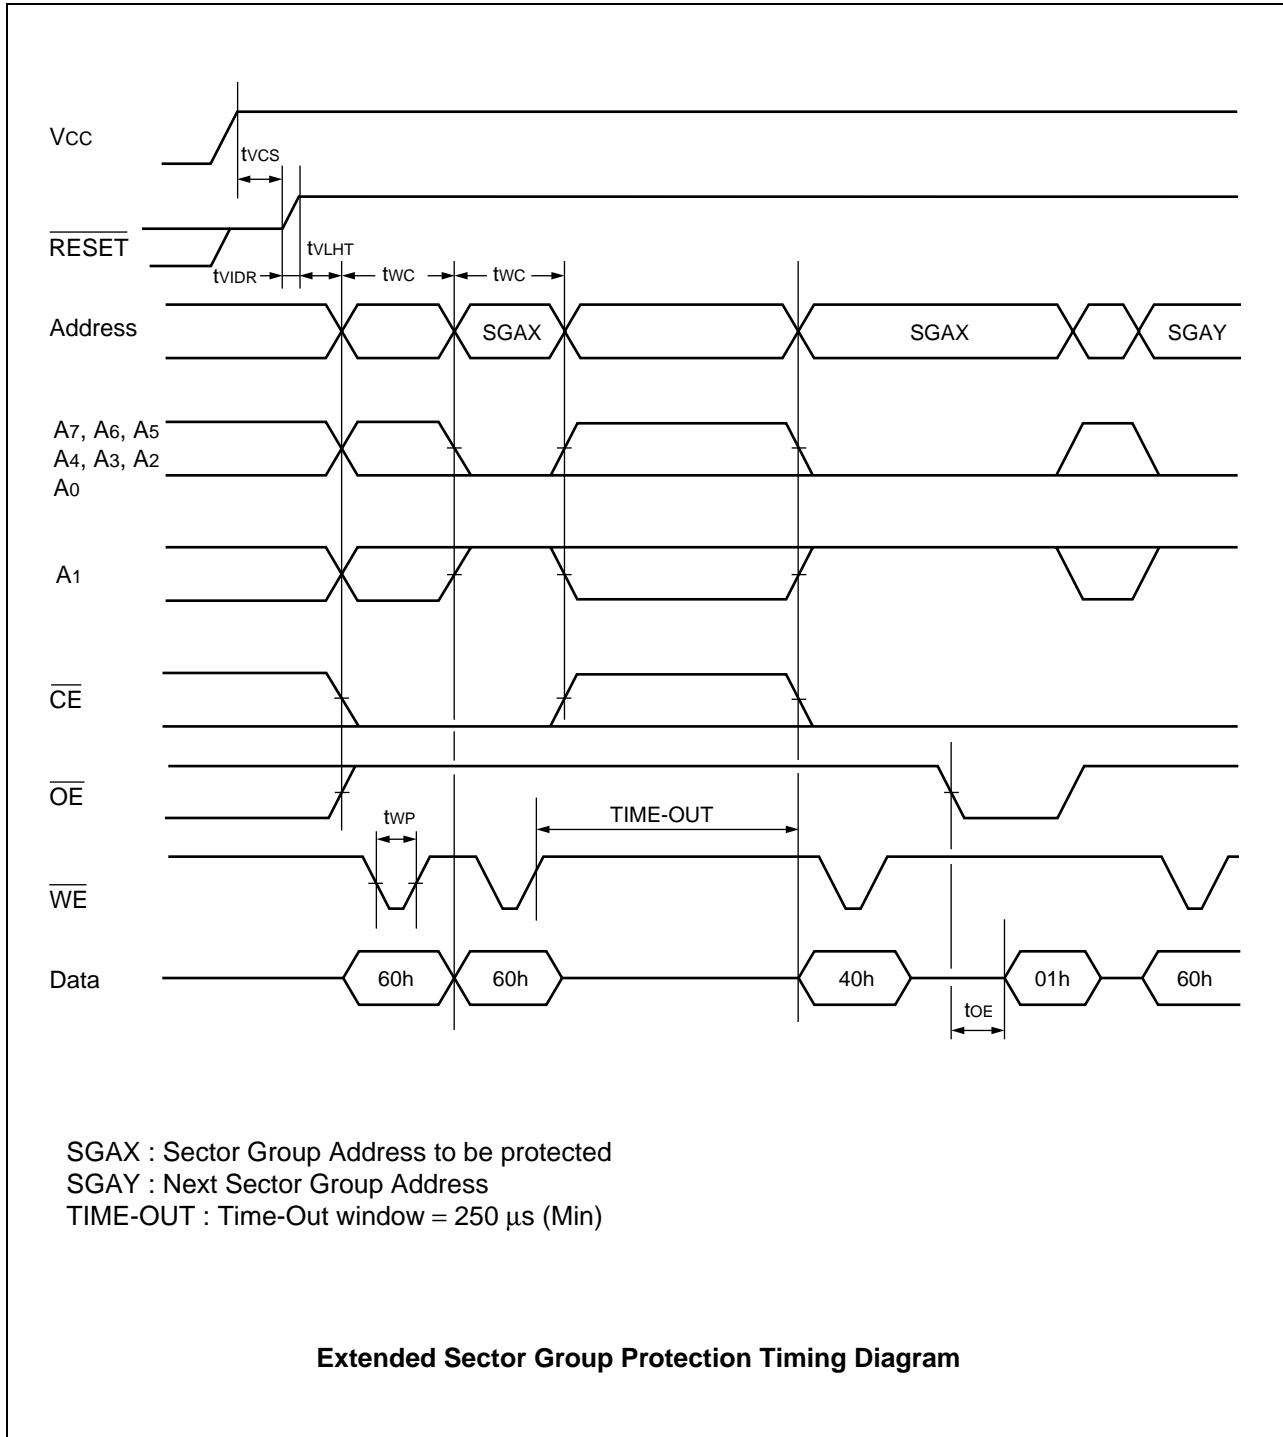 VCC
tVCS
RESET
tVLHT
tVIDR
tWC
tWC
Address
SGAX
SGAX
SGAY
A7, A6, A5
A4, A3, A2
A0
A1
CE
OE
tWP
TIME-OUT
WE
Data
60h
60h
40h
01h
60h
tOE
SGAX : Sector Group Address to be protected
SGAY : Next Sector Group Address
TIME-OUT : Time-Out window = 250 μs (Min)
Extended Sector Group Protection Timing Diagram